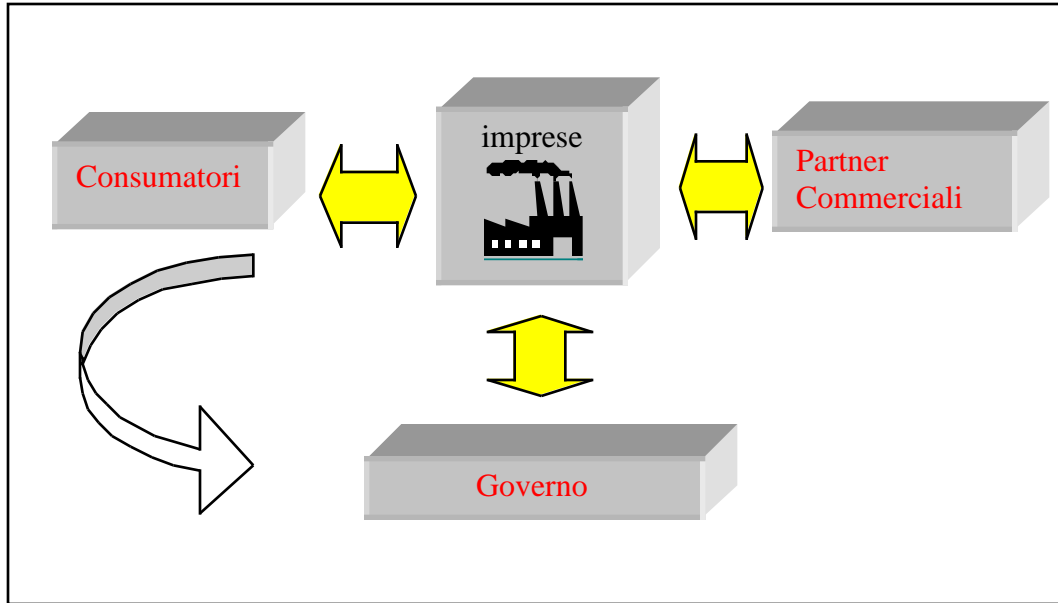 imprese
Consumatori
Partner
Commerciali
Governo